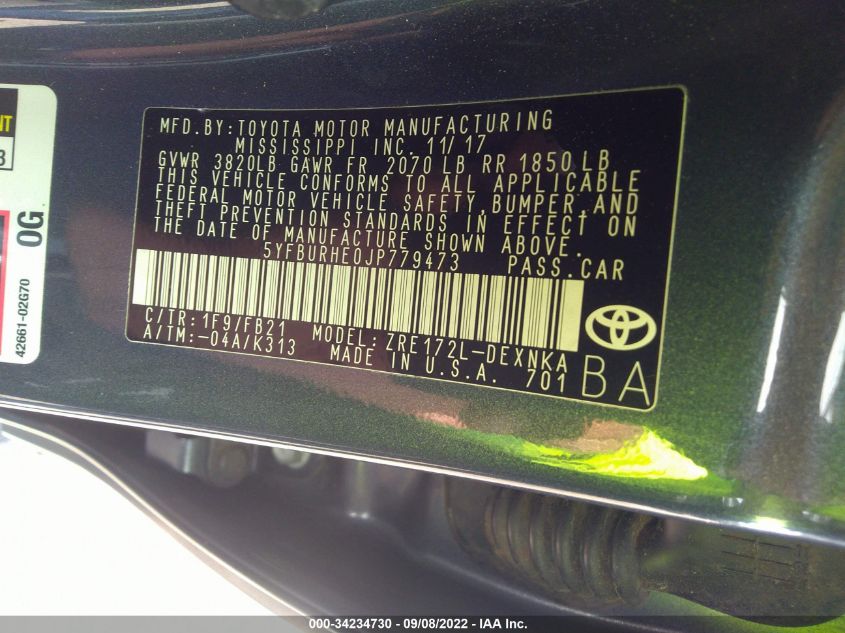 MFD.BY:TOYOTA MOTOR MANUFACTURING
MISSISSIPPI INC. 11/17
GVWR 3820LB GAWR FR 2070 LB RR 1850 LB
THIS VEHICLE CONFORMS TO ALL APPLICABLE
FEDERAL MOTOR VEHICLE SAFETY, BUMPER, AND
THEFT PREVENTION STANDARDS IN EFFECT ON
THE DATE OF MANUFACTURE SHOWN ABOVE.
5YFBURHE0JP779473 PASS.CAR
C/TR:1F9/FB21 MODEL:ZRE172L-DEXNKA
A/TM:-04A/K313 MADE IN U.S.A. 701
BA
0G
42661-02G70
000-34234730 - 09/08/2022 - IAA Inc.